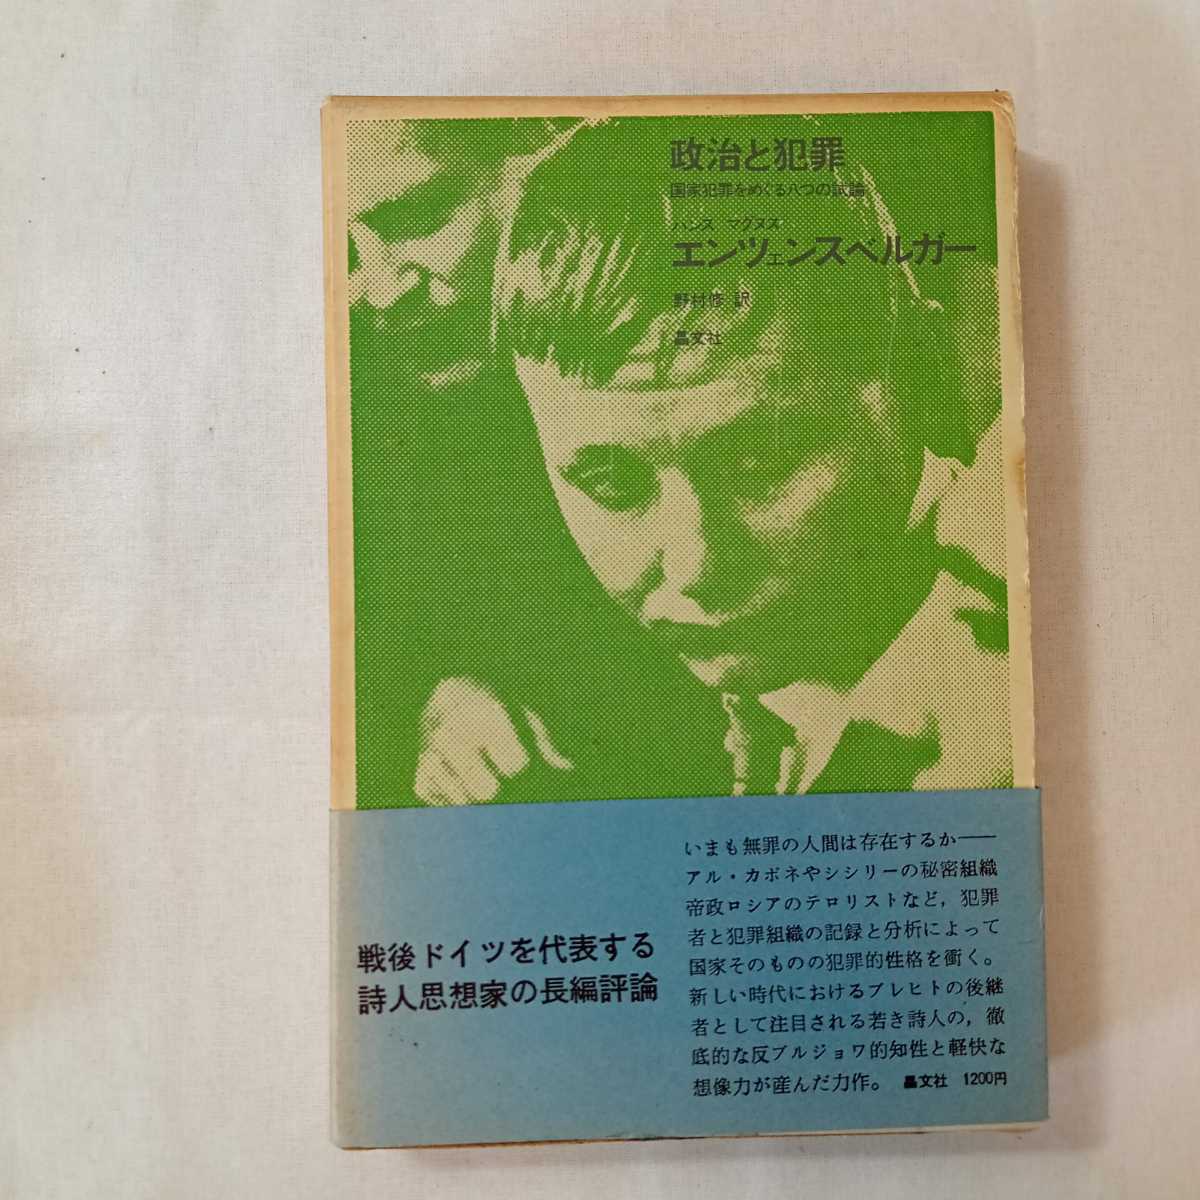 政治と犯罪
国家犯罪をめぐる八つの試論
ハンス マグヌス
エンツェンスベルガー
野村修 訳
晶文社
戦後ドイツを代表する
詩人思想家の長編評論
いまも無罪の人間は存在するか——
アル・カポネやシシリーの秘密組織
帝政ロシアのテロリストなど，犯罪
者と犯罪組織の記録と分析によって
国家そのものの犯罪的性格を衝く。
新しい時代におけるブレヒトの後継
者として注目される若き詩人の，徹
底的な反ブルジョワ的知性と軽快な
想像力が産んだ力作。 晶文社 1200円